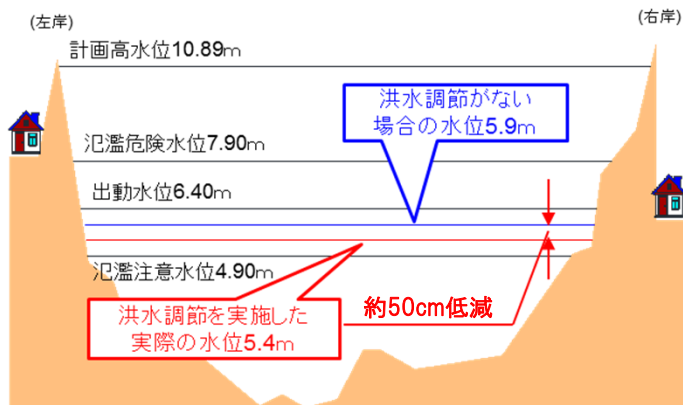 (左岸)
(右岸)
計画高水位10.89m
洪水調節がない
場合の水位5.9m
氾濫危険水位7.90m
出動水位6.40m
氾濫注意水位4.90m
約50cm低減
洪水調節を実施した
実際の水位5.4m